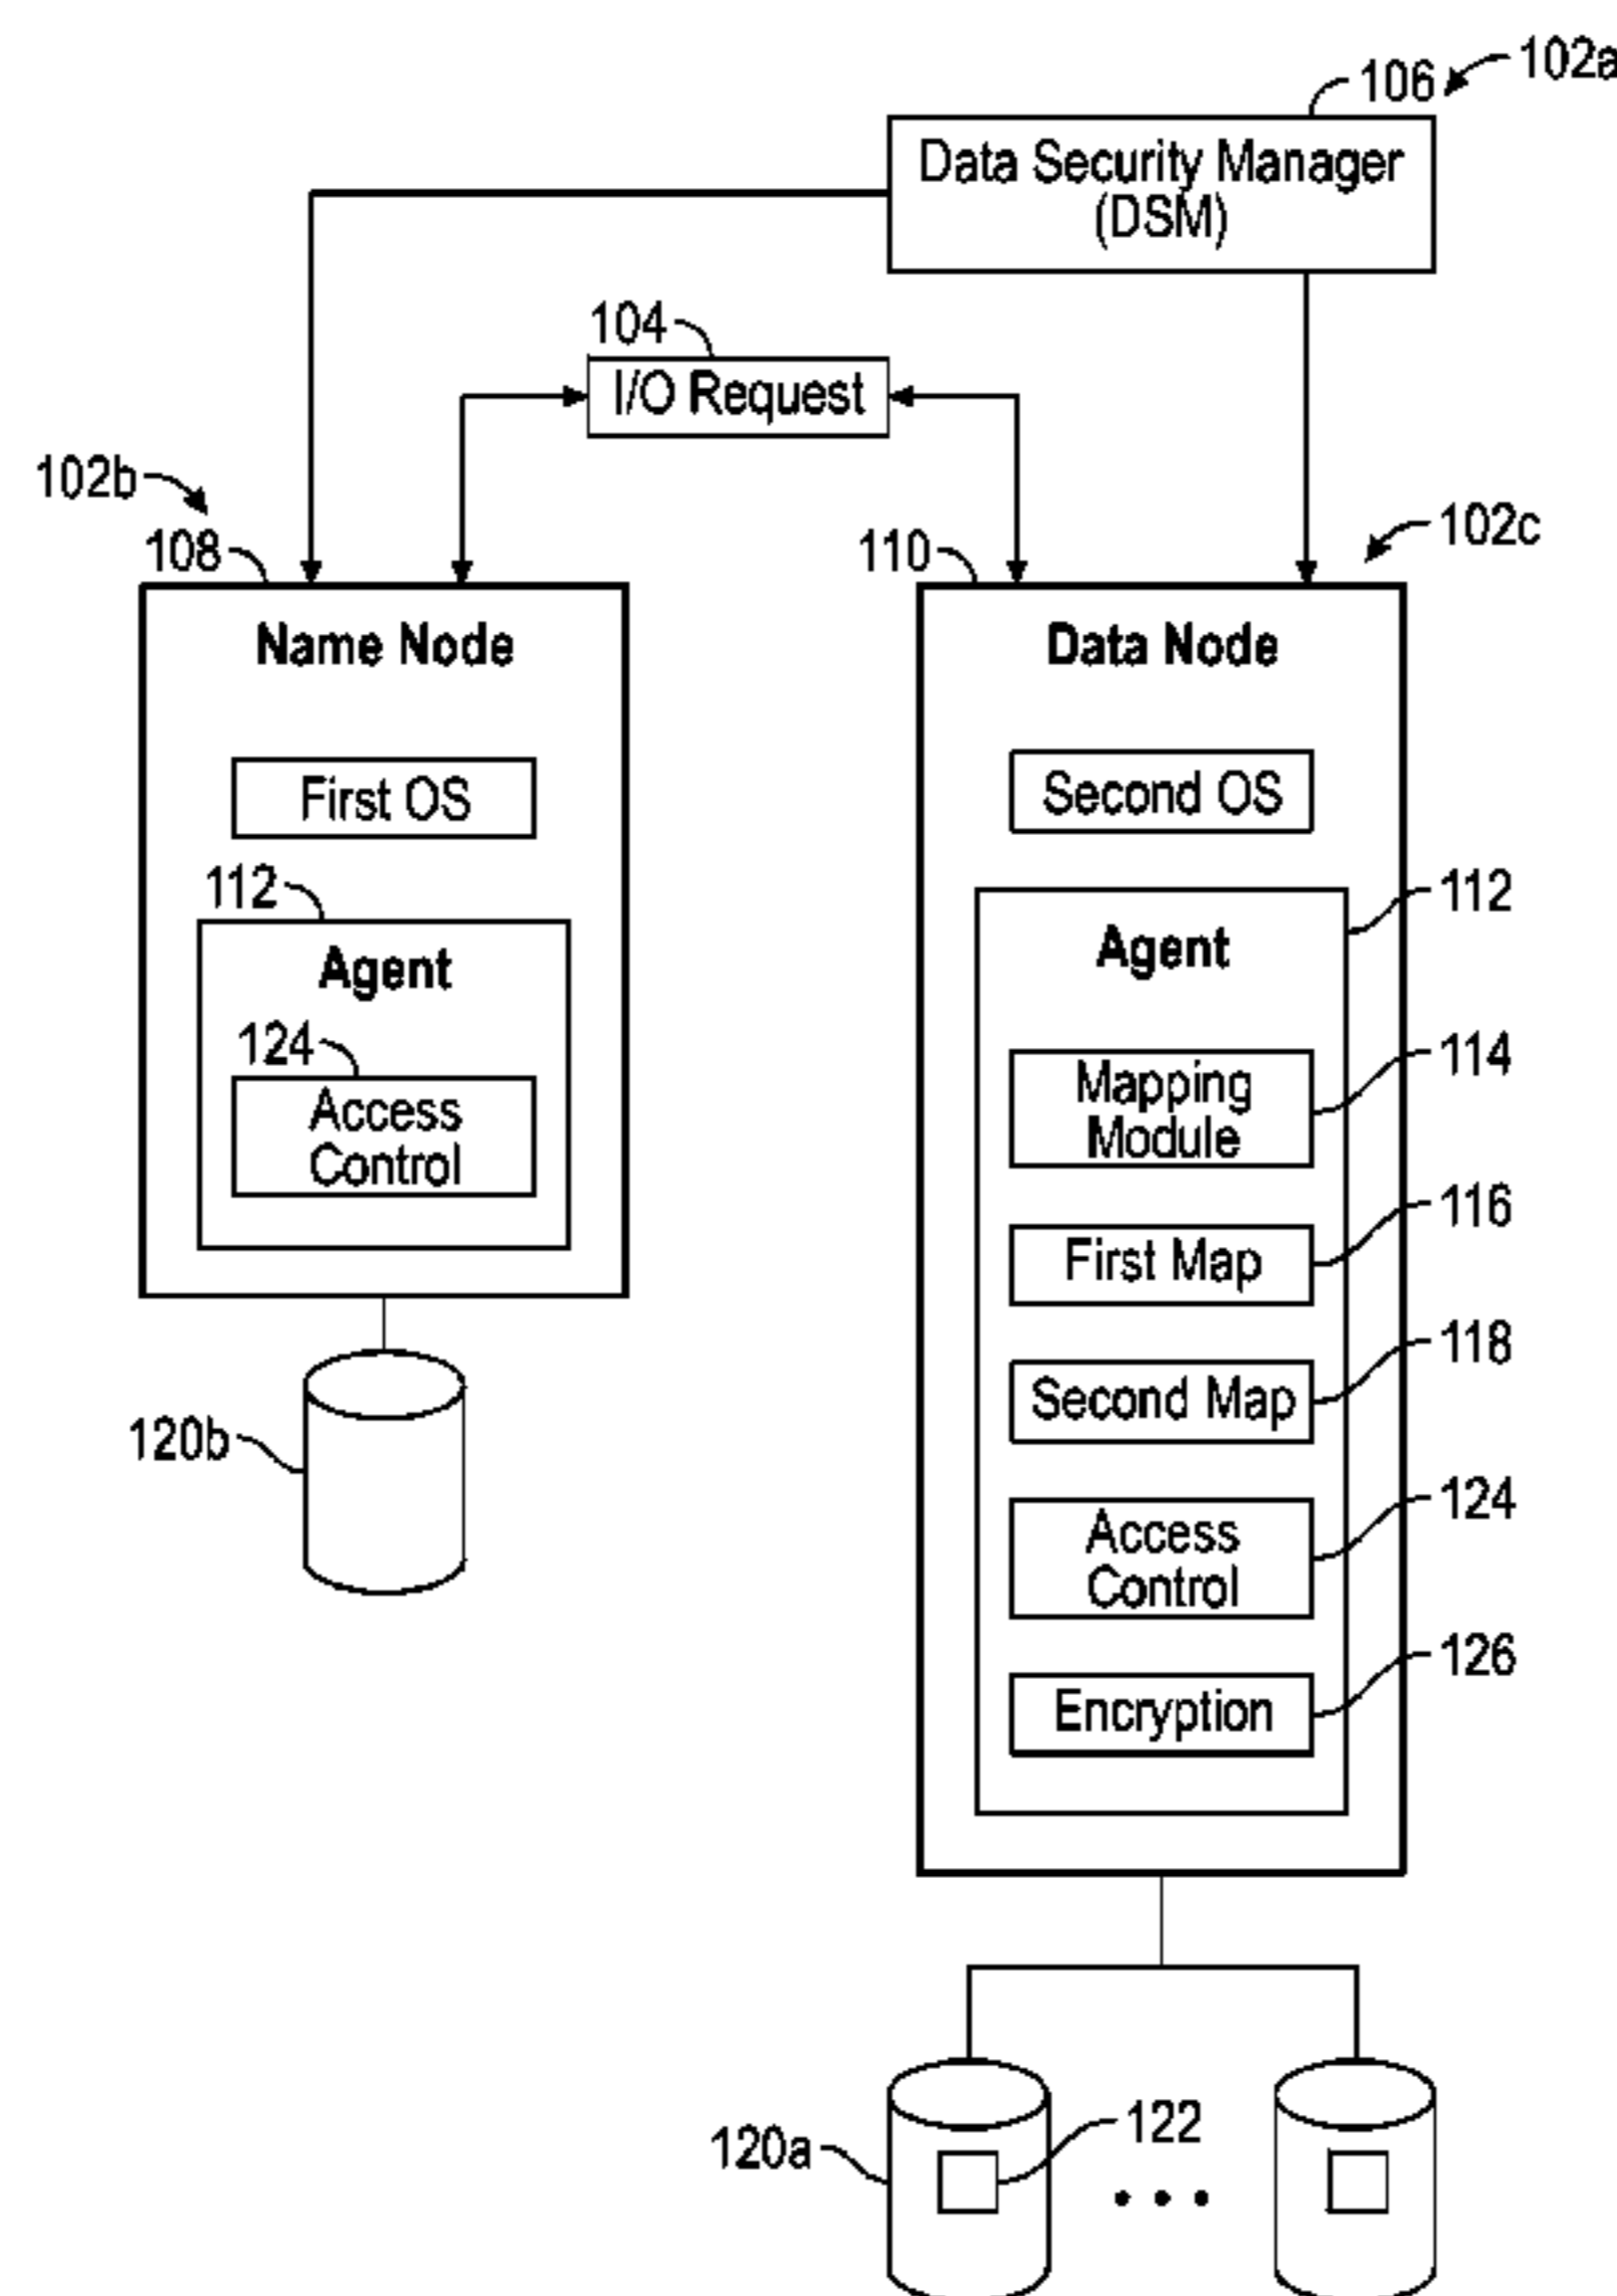 102a
106
Data Security Manager
(DSM)
104
I/O Request
102b
108
110
102c
Name Node
Data Node
First OS
Second OS
112
Agent
124
Access
Control
112
Agent
Mapping
Module
114
First Map
116
Second Map
118
Access
Control
124
Encryption
126
120b
120a
122